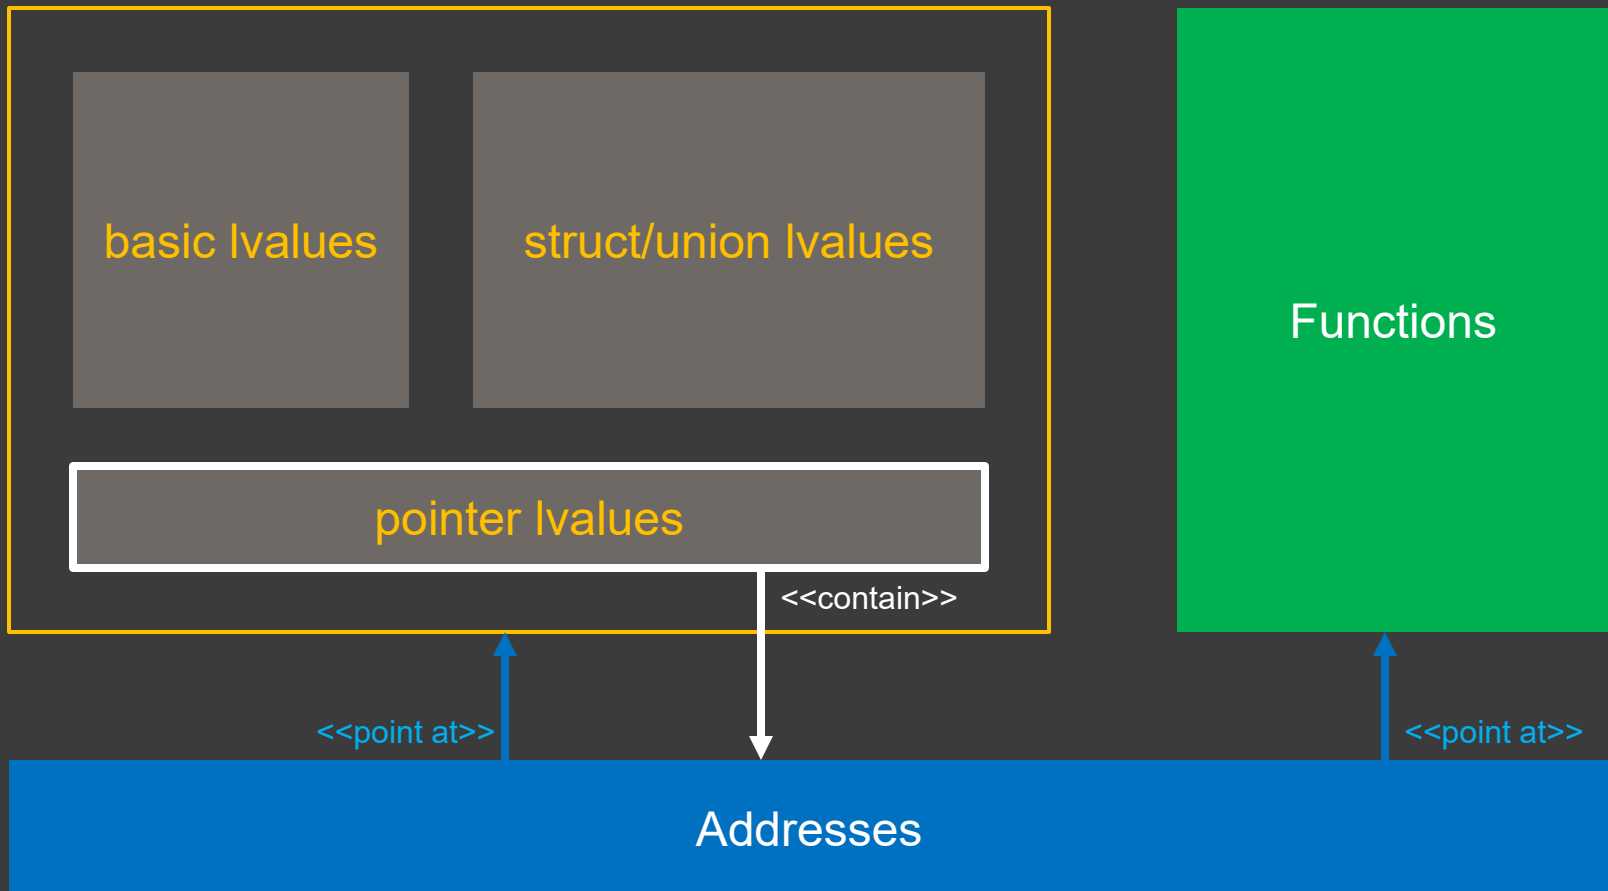 basic lvalues
struct/union lvalues
Functions
pointer lvalues
<<contain>>
<<point at>>
<<point at>>
Addresses